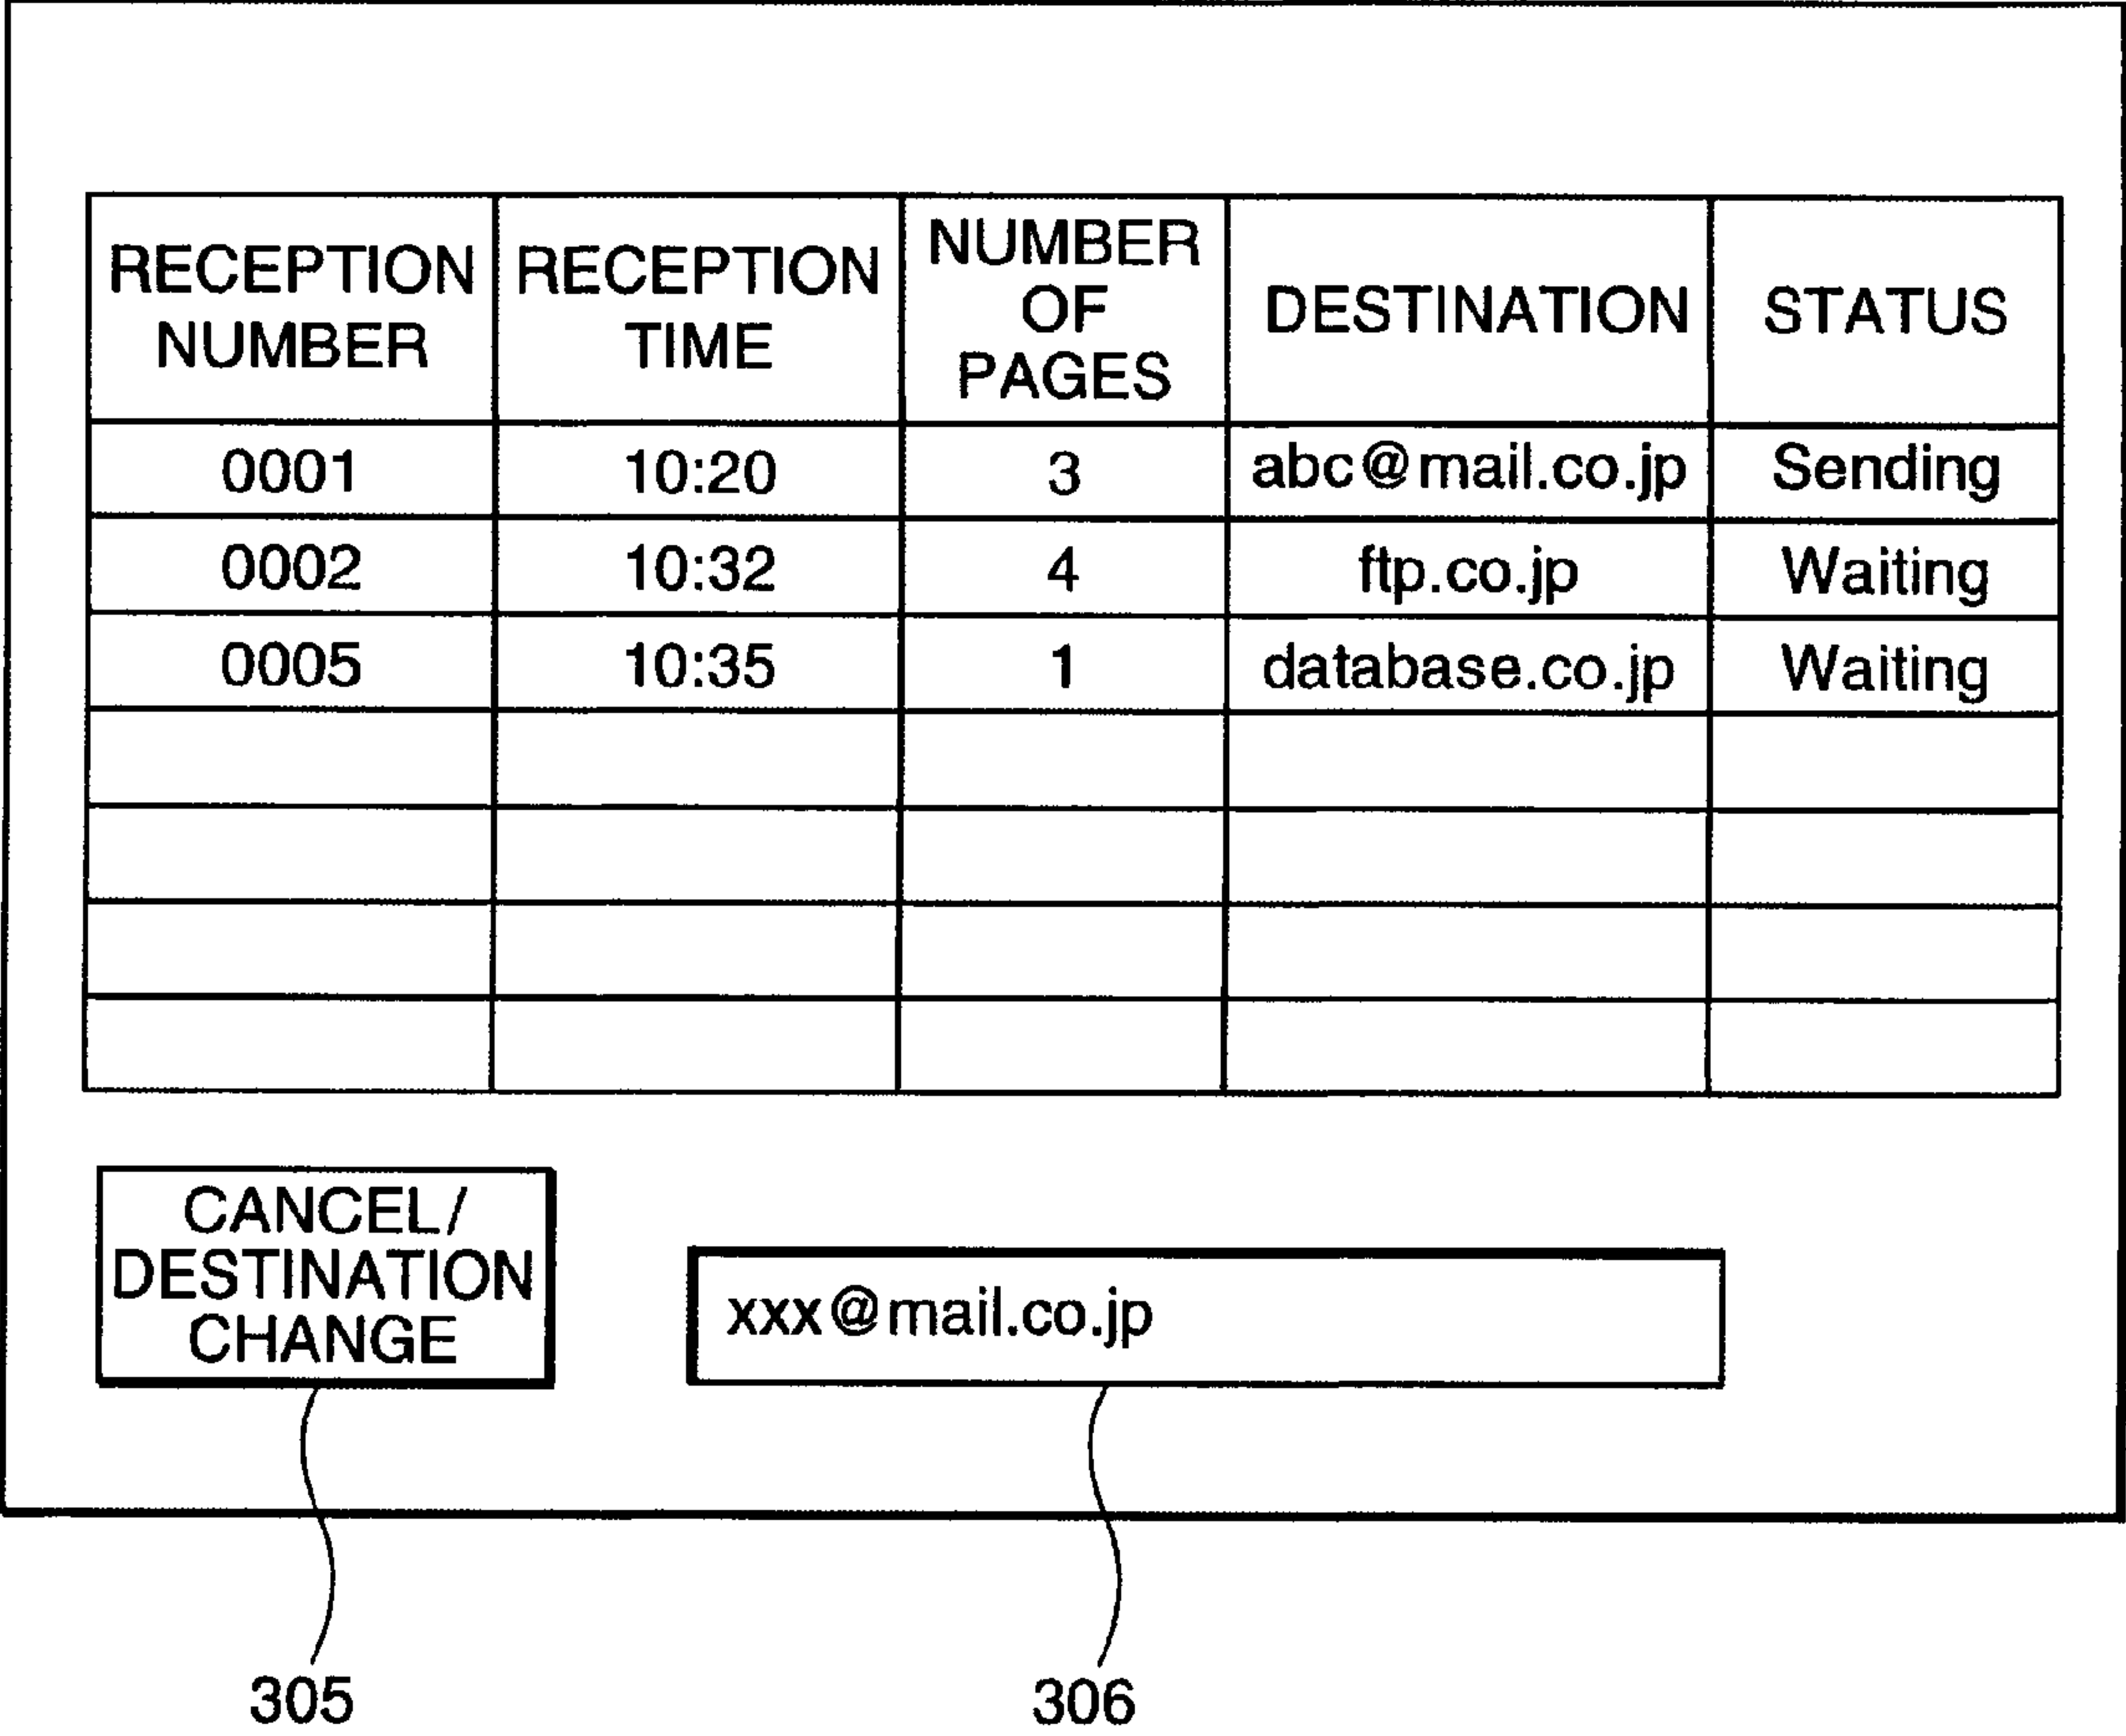 RECEPTION NUMBER
RECEPTION TIME
NUMBER OF PAGES
DESTINATION
STATUS
0001 10:20 3 abc@mail.co.jp Sending
0002 10:32 4 ftp.co.jp Waiting
0005 10:35 1 database.co.jp Waiting
CANCEL/
DESTINATION
CHANGE
xxx@mail.co.jp
305
306